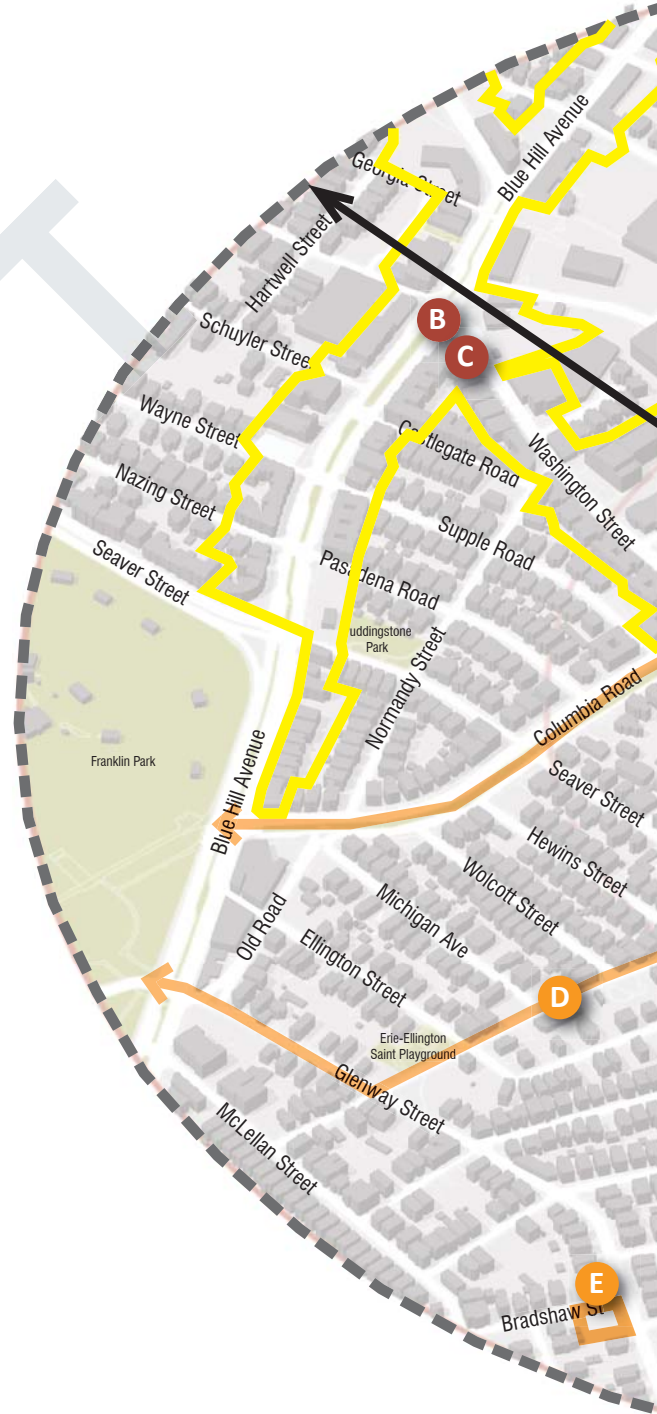 Georgia Street
Blue Hill Avenue
Hartwell Street
B
Schuyler Street
C
Wayne Street
Castlegate Road
Washington Street
Nazing Street
Supple Road
Seaver Street
Pasadena Road
uddingstone
Park
Normandy Street
Columbia Road
Franklin Park
Blue Hill Avenue
Seaver Street
Hewins Street
Wolcott Street
Michigan Ave
Old Road
Ellington Street
D
Erie-Ellington
Saint Playground
Glenway Street
McLellan Street
E
Bradshaw St